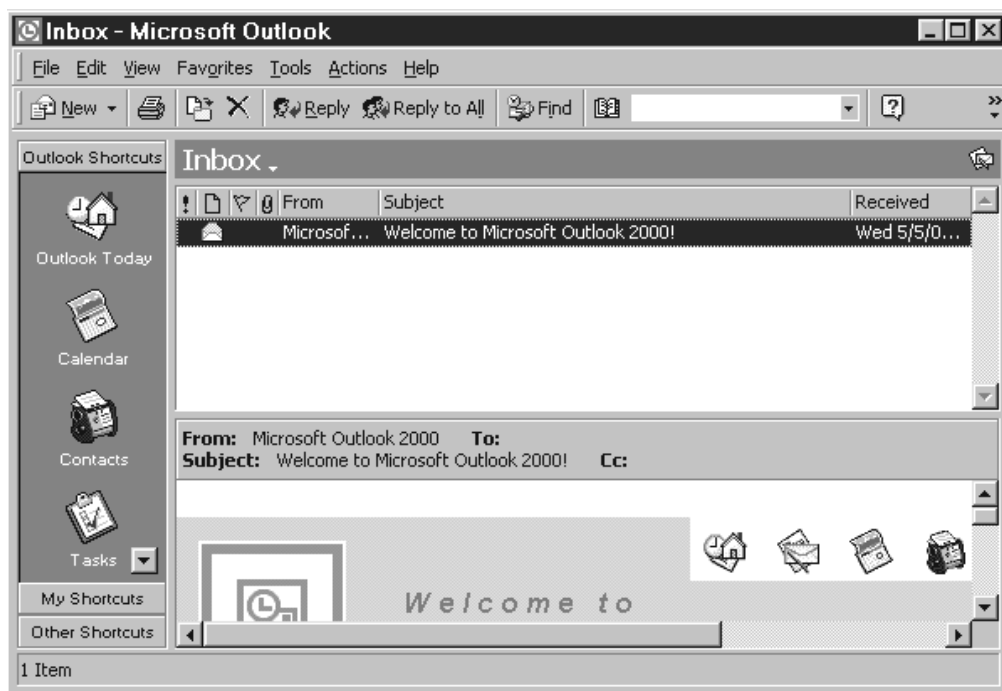 Inbox - Microsoft Outlook
File Edit View Favorites Tools Actions Help
New Reply Reply to All Find
Outlook Shortcuts
Inbox
! From Subject Received
Microsof... Welcome to Microsoft Outlook 2000! Wed 5/5/0...
Outlook Today
Calendar
Contacts
Tasks
My Shortcuts
Other Shortcuts
From: Microsoft Outlook 2000 To:
Subject: Welcome to Microsoft Outlook 2000! Cc:
Welcome to
1 Item